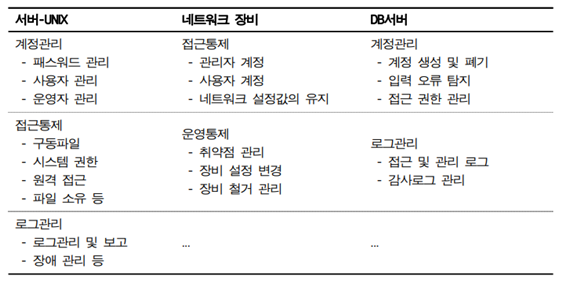 서버-UNIX 네트워크 장비 DB서버
계정관리 접근통제 계정관리
- 패스워드 관리 - 관리자 계정 - 계정 생성 및 폐기
- 사용자 관리 - 사용자 계정 - 입력 오류 탐지
- 운영자 관리 - 네트워크 설정값의 유지 - 접근 권한 관리
접근통제
- 구동파일
- 시스템 권한
- 원격 접근
- 파일 소유 등
운영통제
- 취약점 관리
- 장비 설정 변경
- 장비 철거 관리
로그관리
- 접근 및 관리 로그
- 감사로그 관리
로그관리
- 로그관리 및 보고
- 장애 관리 등
... ...